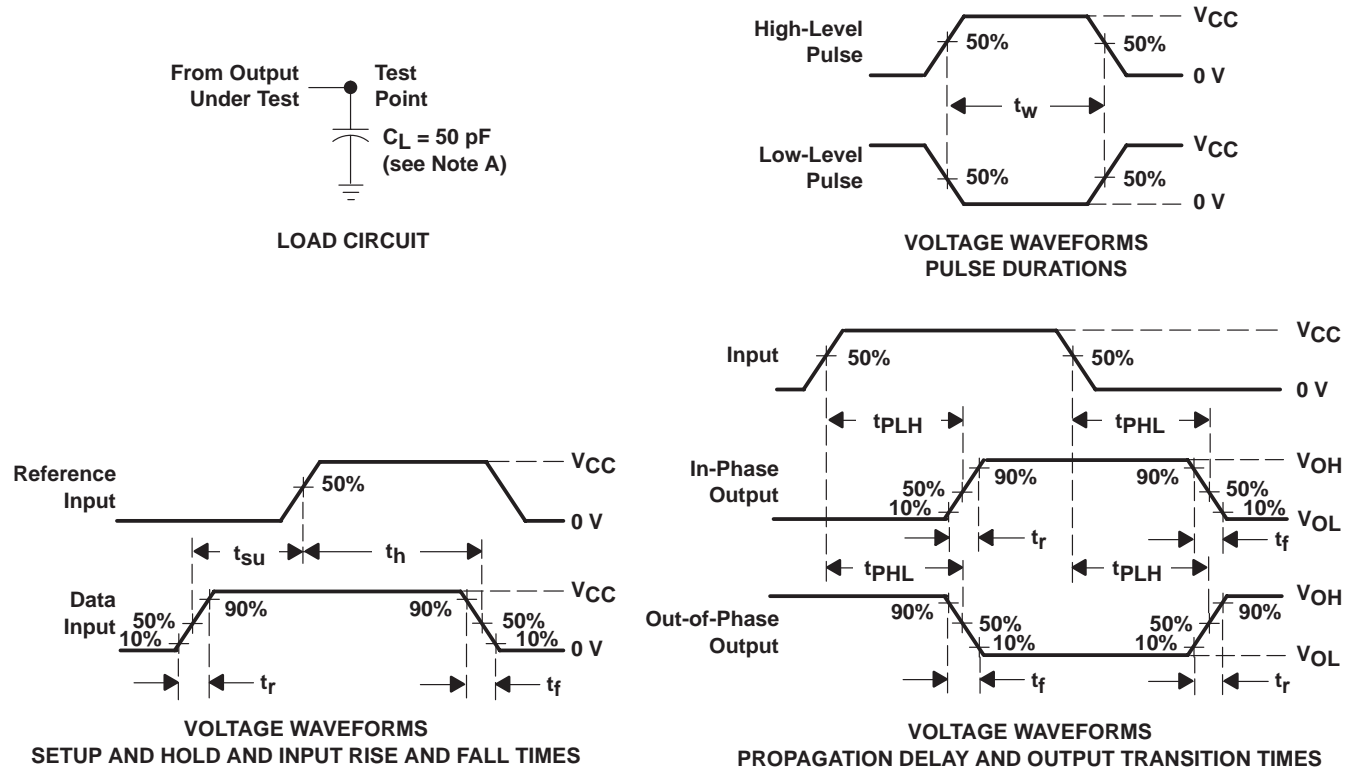 From Output
Under Test
Test
Point
CL = 50 pF
(see Note A)
LOAD CIRCUIT
High-Level
Pulse
50%
50%
VCC
0 V
tw
Low-Level
Pulse
50%
50%
VCC
0 V
VOLTAGE WAVEFORMS
PULSE DURATIONS
Reference
Input
50%
VCC
0 V
tsu
th
Data
Input
50%
10%
90%
90%
50%
10%
VCC
0 V
tr
tf
VOLTAGE WAVEFORMS
SETUP AND HOLD AND INPUT RISE AND FALL TIMES
Input
50%
50%
VCC
0 V
tPLH
tPHL
In-Phase
Output
50%
10%
90%
90%
50%
10%
VOH
VOL
tr
tf
tPHL
tPLH
Out-of-Phase
Output
90%
50%
10%
50%
10%
90%
VOH
VOL
tf
tr
VOLTAGE WAVEFORMS
PROPAGATION DELAY AND OUTPUT TRANSITION TIMES